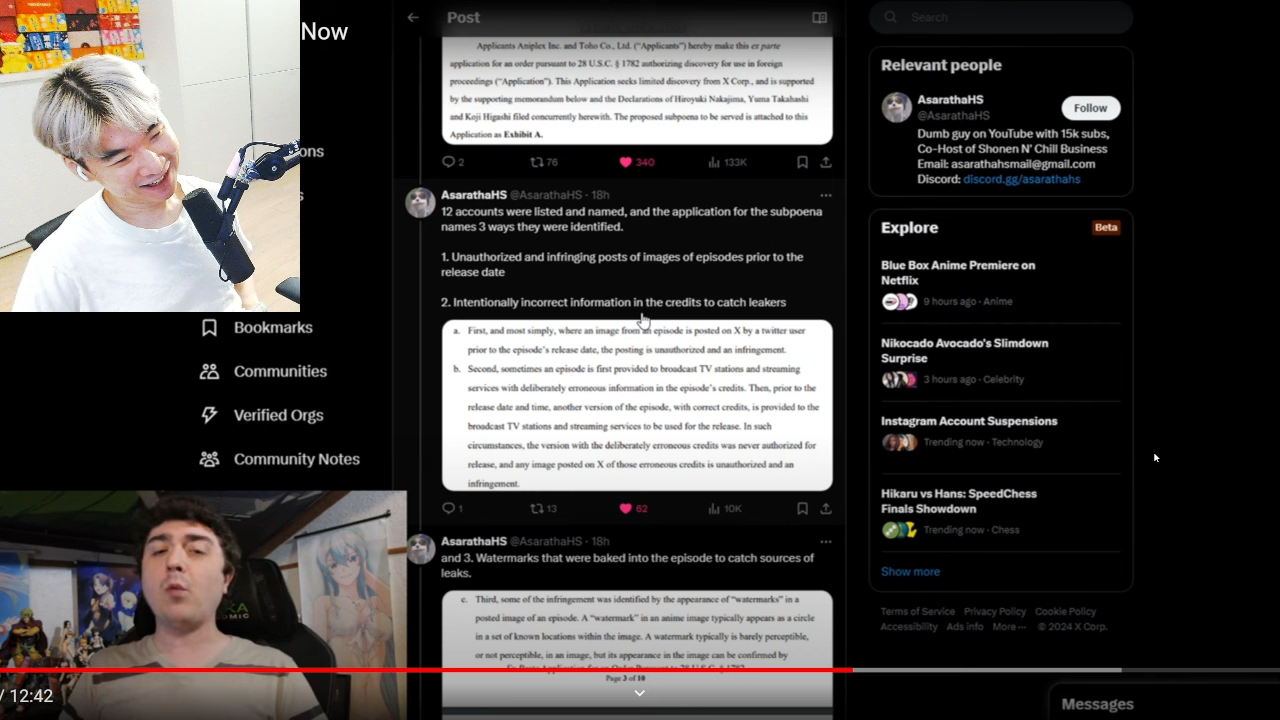 Now
Post
Search
Applicants Aniplex Inc. and Toho Co., Ltd. ("Applicants") hereby make this ex parte
application for an order pursuant to 28 U.S.C. § 1782 authorizing discovery for use in foreign
proceedings ("Application"). This Application seeks limited discovery from X Corp., and is supported
by the supporting memorandum below and the Declarations of Hiroyuki Nakajima, Yuma Takahashi
and Koji Higashi filed concurrently herewith. The proposed subpoena to be served is attached to this
Application as Exhibit A.
2 76 340 133K
AsarathaHS @AsarathaHS · 18h
12 accounts were listed and named, and the application for the subpoena
names 3 ways they were identified.
1. Unauthorized and infringing posts of images of episodes prior to the
release date
2. Intentionally incorrect information in the credits to catch leakers
a. First, and most simply, where an image from an episode is posted on X by a twitter user
prior to the episode's release date, the posting is unauthorized and an infringement.
b. Second, sometimes an episode is first provided to broadcast TV stations and streaming
services with deliberately erroneous information in the episode's credits. Then, prior to the
release date and time, another version of the episode, with correct credits, is provided to the
broadcast TV stations and streaming services to be used for the release. In such
circumstances, the version with the deliberately erroneous credits was never authorized for
release, and any image posted on X of those erroneous credits is unauthorized and an
infringement.
1 13 62 10K
AsarathaHS @AsarathaHS · 18h
and 3. Watermarks that were baked into the episode to catch sources of
leaks.
c. Third, some of the infringement was identified by the appearance of "watermarks" in a
posted image of an episode. A "watermark" in an anime image typically appears as a circle
in a set of known locations within the image. A watermark typically is barely perceptible,
or not perceptible, in an image, but its appearance in the image can be confirmed by
Page 3 of 10
ons
s
Bookmarks
Communities
Verified Orgs
Community Notes
Relevant people
AsarathaHS
@AsarathaHS
Follow
Dumb guy on YouTube with 15k subs,
Co-Host of Shonen N' Chill Business
Email: asarathahsmail@gmail.com
Discord: discord.gg/asarathahs
Explore
Beta
Blue Box Anime Premiere on
Netflix
9 hours ago · Anime
Nikocado Avocado's Slimdown
Surprise
3 hours ago · Celebrity
Instagram Account Suspensions
Trending now · Technology
Hikaru vs Hans: SpeedChess
Finals Showdown
Trending now · Chess
Show more
Terms of Service Privacy Policy Cookie Policy
Accessibility Ads info More ··· © 2024 X Corp.
Messages
/ 12:42